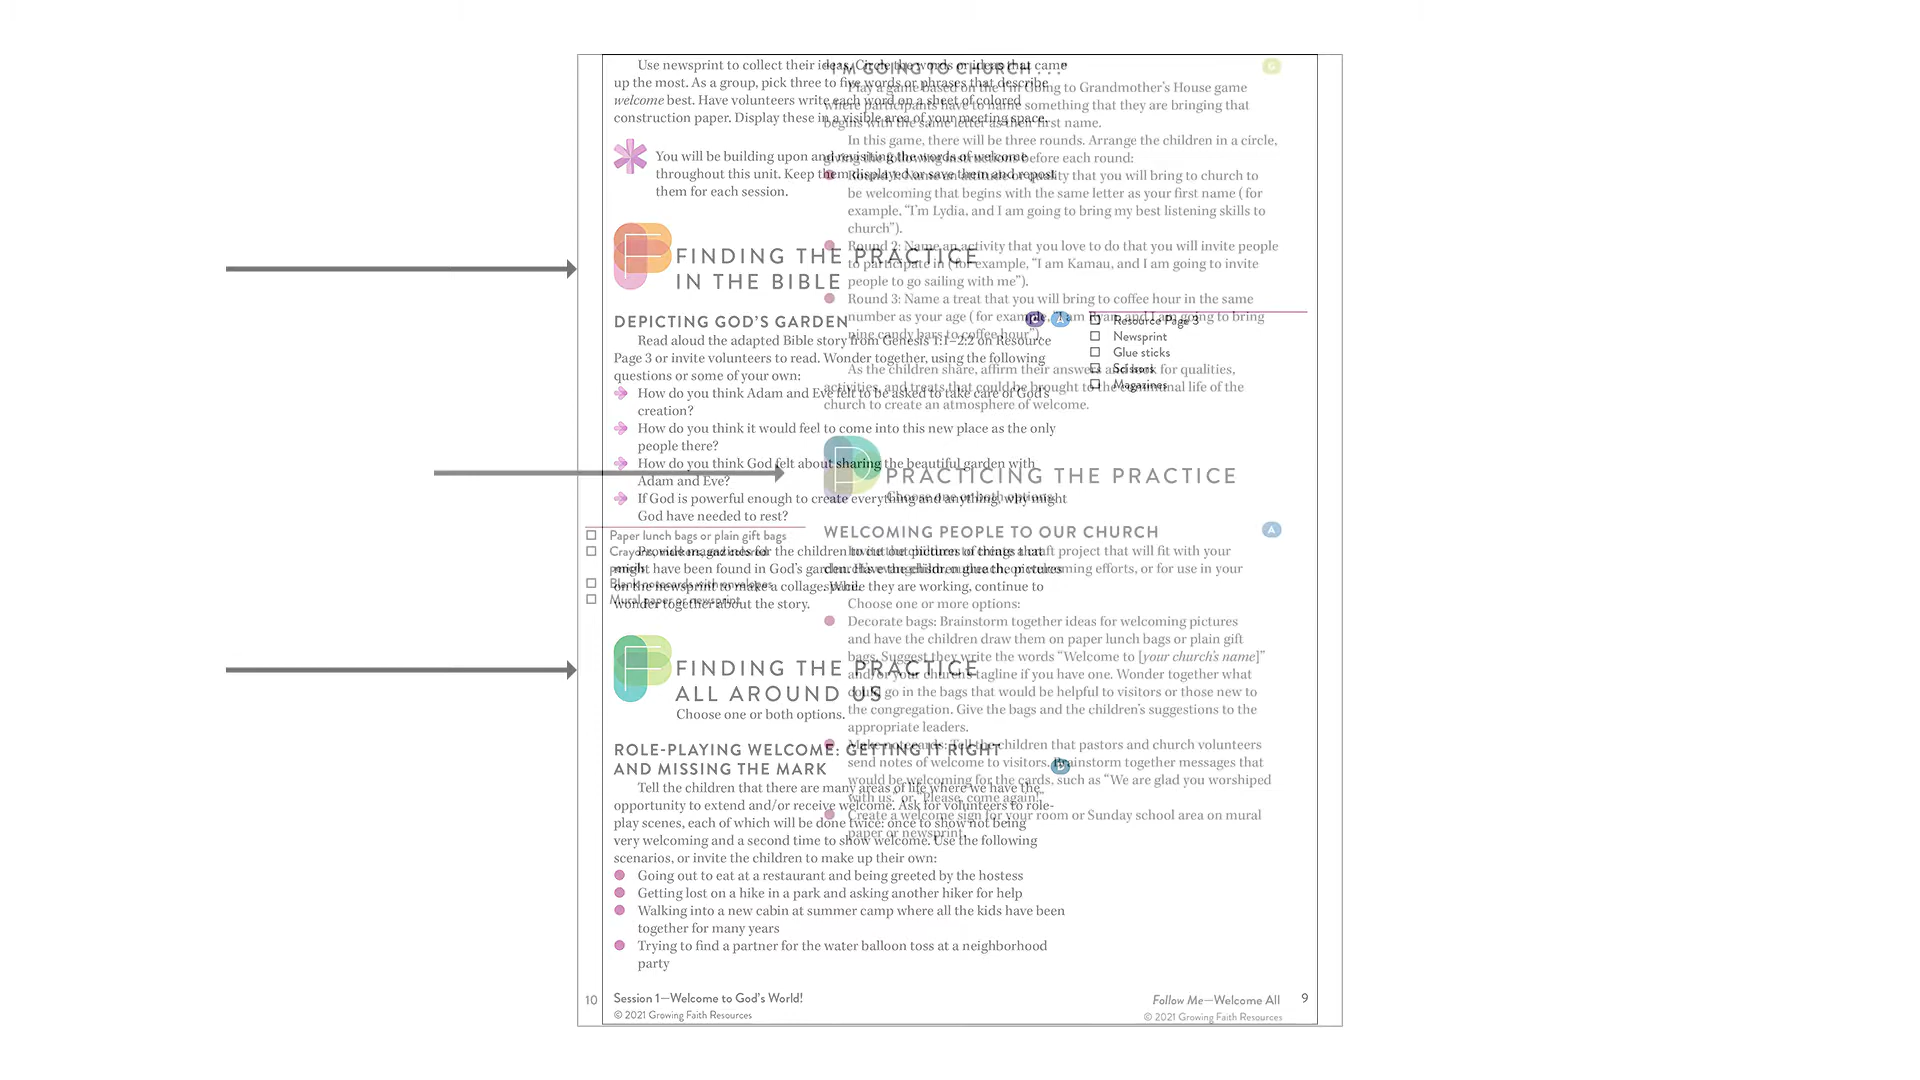 Use newsprint to collect their ideas. Circle the words or ideas that came
up the most. As a group, pick three to five words or phrases that describe
welcome best. Have volunteers write each word on a sheet of colored
construction paper. Display these in a visible area of your meeting space.
You will be building upon and revisiting the words of welcome
throughout this unit. Keep them displayed or save them and repost
them for each session.
FINDING THE PRACTICE
IN THE BIBLE
DEPICTING GOD'S GARDEN
C A
Read aloud the adapted Bible story from Genesis 1:1–2:2 on Resource
Page 3 or invite volunteers to read. Wonder together, using the following
questions or some of your own:
How do you think Adam and Eve felt to be asked to take care of God's
creation?
How do you think it would feel to come into this new place as the only
people there?
How do you think God felt about sharing the beautiful garden with
Adam and Eve?
If God is powerful enough to create everything and anything, why might
God have needed to rest?
Provide magazines for the children to cut out pictures of things that
might have been found in God's garden. Have the children glue the pictures
on the newsprint to make a collage. While they are working, continue to
wonder together about the story.
Resource Page 3
Newsprint
Glue sticks
Scissors
Magazines
FINDING THE PRACTICE
ALL AROUND US
Choose one or both options.
ROLE-PLAYING WELCOME: GETTING IT RIGHT
AND MISSING THE MARK
D
Tell the children that there are many areas of life where we have the
opportunity to extend and/or receive welcome. Ask for volunteers to role-
play scenes, each of which will be done twice: once to show not being
very welcoming and a second time to show welcome. Use the following
scenarios, or invite the children to make up their own:
Going out to eat at a restaurant and being greeted by the hostess
Getting lost on a hike in a park and asking another hiker for help
Walking into a new cabin at summer camp where all the kids have been
together for many years
Trying to find a partner for the water balloon toss at a neighborhood
party
Session 1—Welcome to God's World!
© 2021 Growing Faith Resources
9
"I'M GOING TO CHURCH . . ."
G
Play a game based on the I'm Going to Grandmother's House game
where participants have to name something that they are bringing that
begins with the same letter as their first name.
In this game, there will be three rounds. Arrange the children in a circle,
giving the following instructions before each round:
Round 1: Name an attitude or quality that you will bring to church to
be welcoming that begins with the same letter as your first name (for
example, "I'm Lydia, and I am going to bring my best listening skills to
church").
Round 2: Name an activity that you love to do that you will invite people
to participate in (for example, "I am Kamau, and I am going to invite
people to go sailing with me").
Round 3: Name a treat that you will bring to coffee hour in the same
number as your age (for example, "I am Ryan, and I am going to bring
nine candy bars to coffee hour").
As the children share, affirm their answers and look for qualities,
activities, and treats that could be brought to the communal life of the
church to create an atmosphere of welcome.
PRACTICING THE PRACTICE
Choose one or both options.
WELCOMING PEOPLE TO OUR CHURCH
A
Invite the children to create a craft project that will fit with your
efforts, or for use in your
space.
Paper lunch bags or plain gift bags
Crayons, markers, and colored
pencils
Blank notecards with envelopes
Mural paper or newsprint
Choose one or more options:
Decorate bags: Brainstorm together ideas for welcoming pictures
and have the children draw them on paper lunch bags or plain gift
bags. Suggest they write the words "Welcome to [your church's name]"
and/or your church's tagline if you have one. Wonder together what
could go in the bags that would be helpful to visitors or those new to
the congregation. Give the bags and the children's suggestions to the
appropriate leaders.
Make notecards: Tell the children that pastors and church volunteers
send notes of welcome to visitors. Brainstorm together messages that
would be welcoming for the cards, such as "We are glad you worshiped
with us," or "Please, come again!"
Create a welcome sign for your room or Sunday school area on mural
paper or newsprint.
10
Follow Me—Welcome All
© 2021 Growing Faith Resources